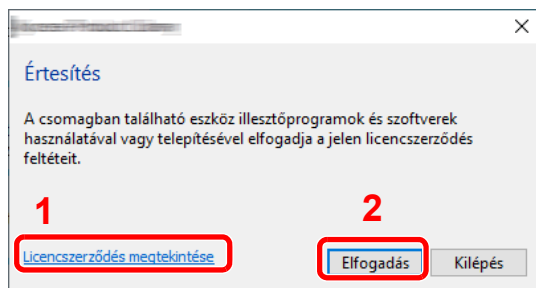 Értesítés
A csomagban található eszköz illesztőprogramok és szoftverek
használatával vagy telepítésével elfogadja a jelen licencszerződés
feltéteit.
1
2
Licencszerződés megtekintése
Elfogadás Kilépés